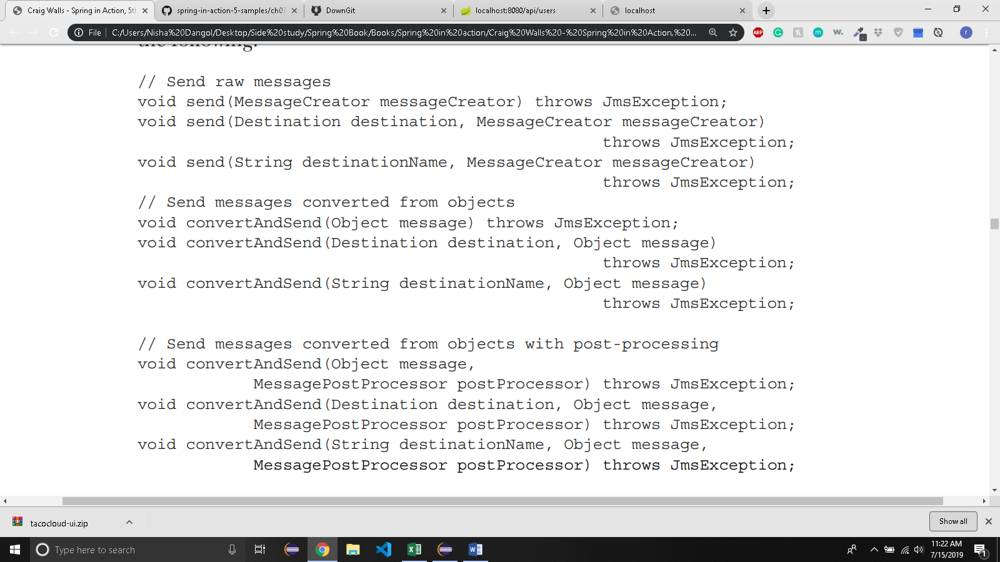 Craig Walls - Spring in Action, 5th
spring-in-action-5-samples/ch07
DownGit
localhost:8080/api/users
localhost
File
C:/Users/Nisha%20Dangol/Desktop/Side%20study/Spring%20Book/Books/Spring%20in%20action/Craig%20Walls%20-%20Spring%20in%20Action,%20...
ABP
w.
r
the following:
// Send raw messages
void send(MessageCreator messageCreator) throws JmsException;
void send(Destination destination, MessageCreator messageCreator)
throws JmsException;
void send(String destinationName, MessageCreator messageCreator)
throws JmsException;
// Send messages converted from objects
void convertAndSend(Object message) throws JmsException;
void convertAndSend(Destination destination, Object message)
throws JmsException;
void convertAndSend(String destinationName, Object message)
throws JmsException;
// Send messages converted from objects with post-processing
void convertAndSend(Object message,
MessagePostProcessor postProcessor) throws JmsException;
void convertAndSend(Destination destination, Object message,
MessagePostProcessor postProcessor) throws JmsException;
void convertAndSend(String destinationName, Object message,
MessagePostProcessor postProcessor) throws JmsException;
tacocloud-ui.zip
Show all
Type here to search
11:22 AM
7/15/2019
1